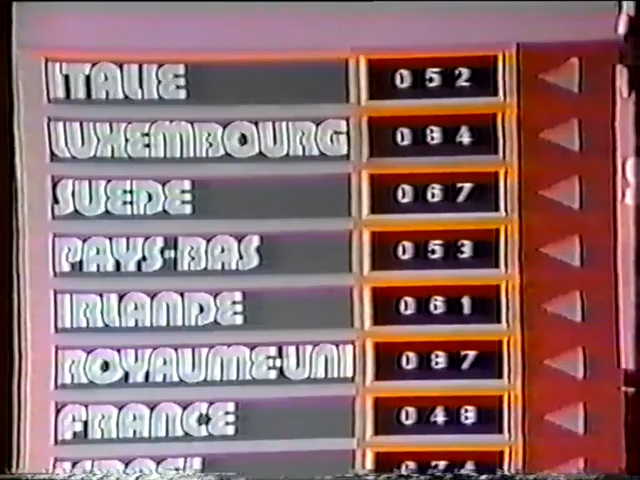 ITALIE 052
LUXEMBOURG 084
SUEDE 067
PAYS-BAS 053
IRLANDE 061
ROYAUME-UNI 087
FRANCE 048